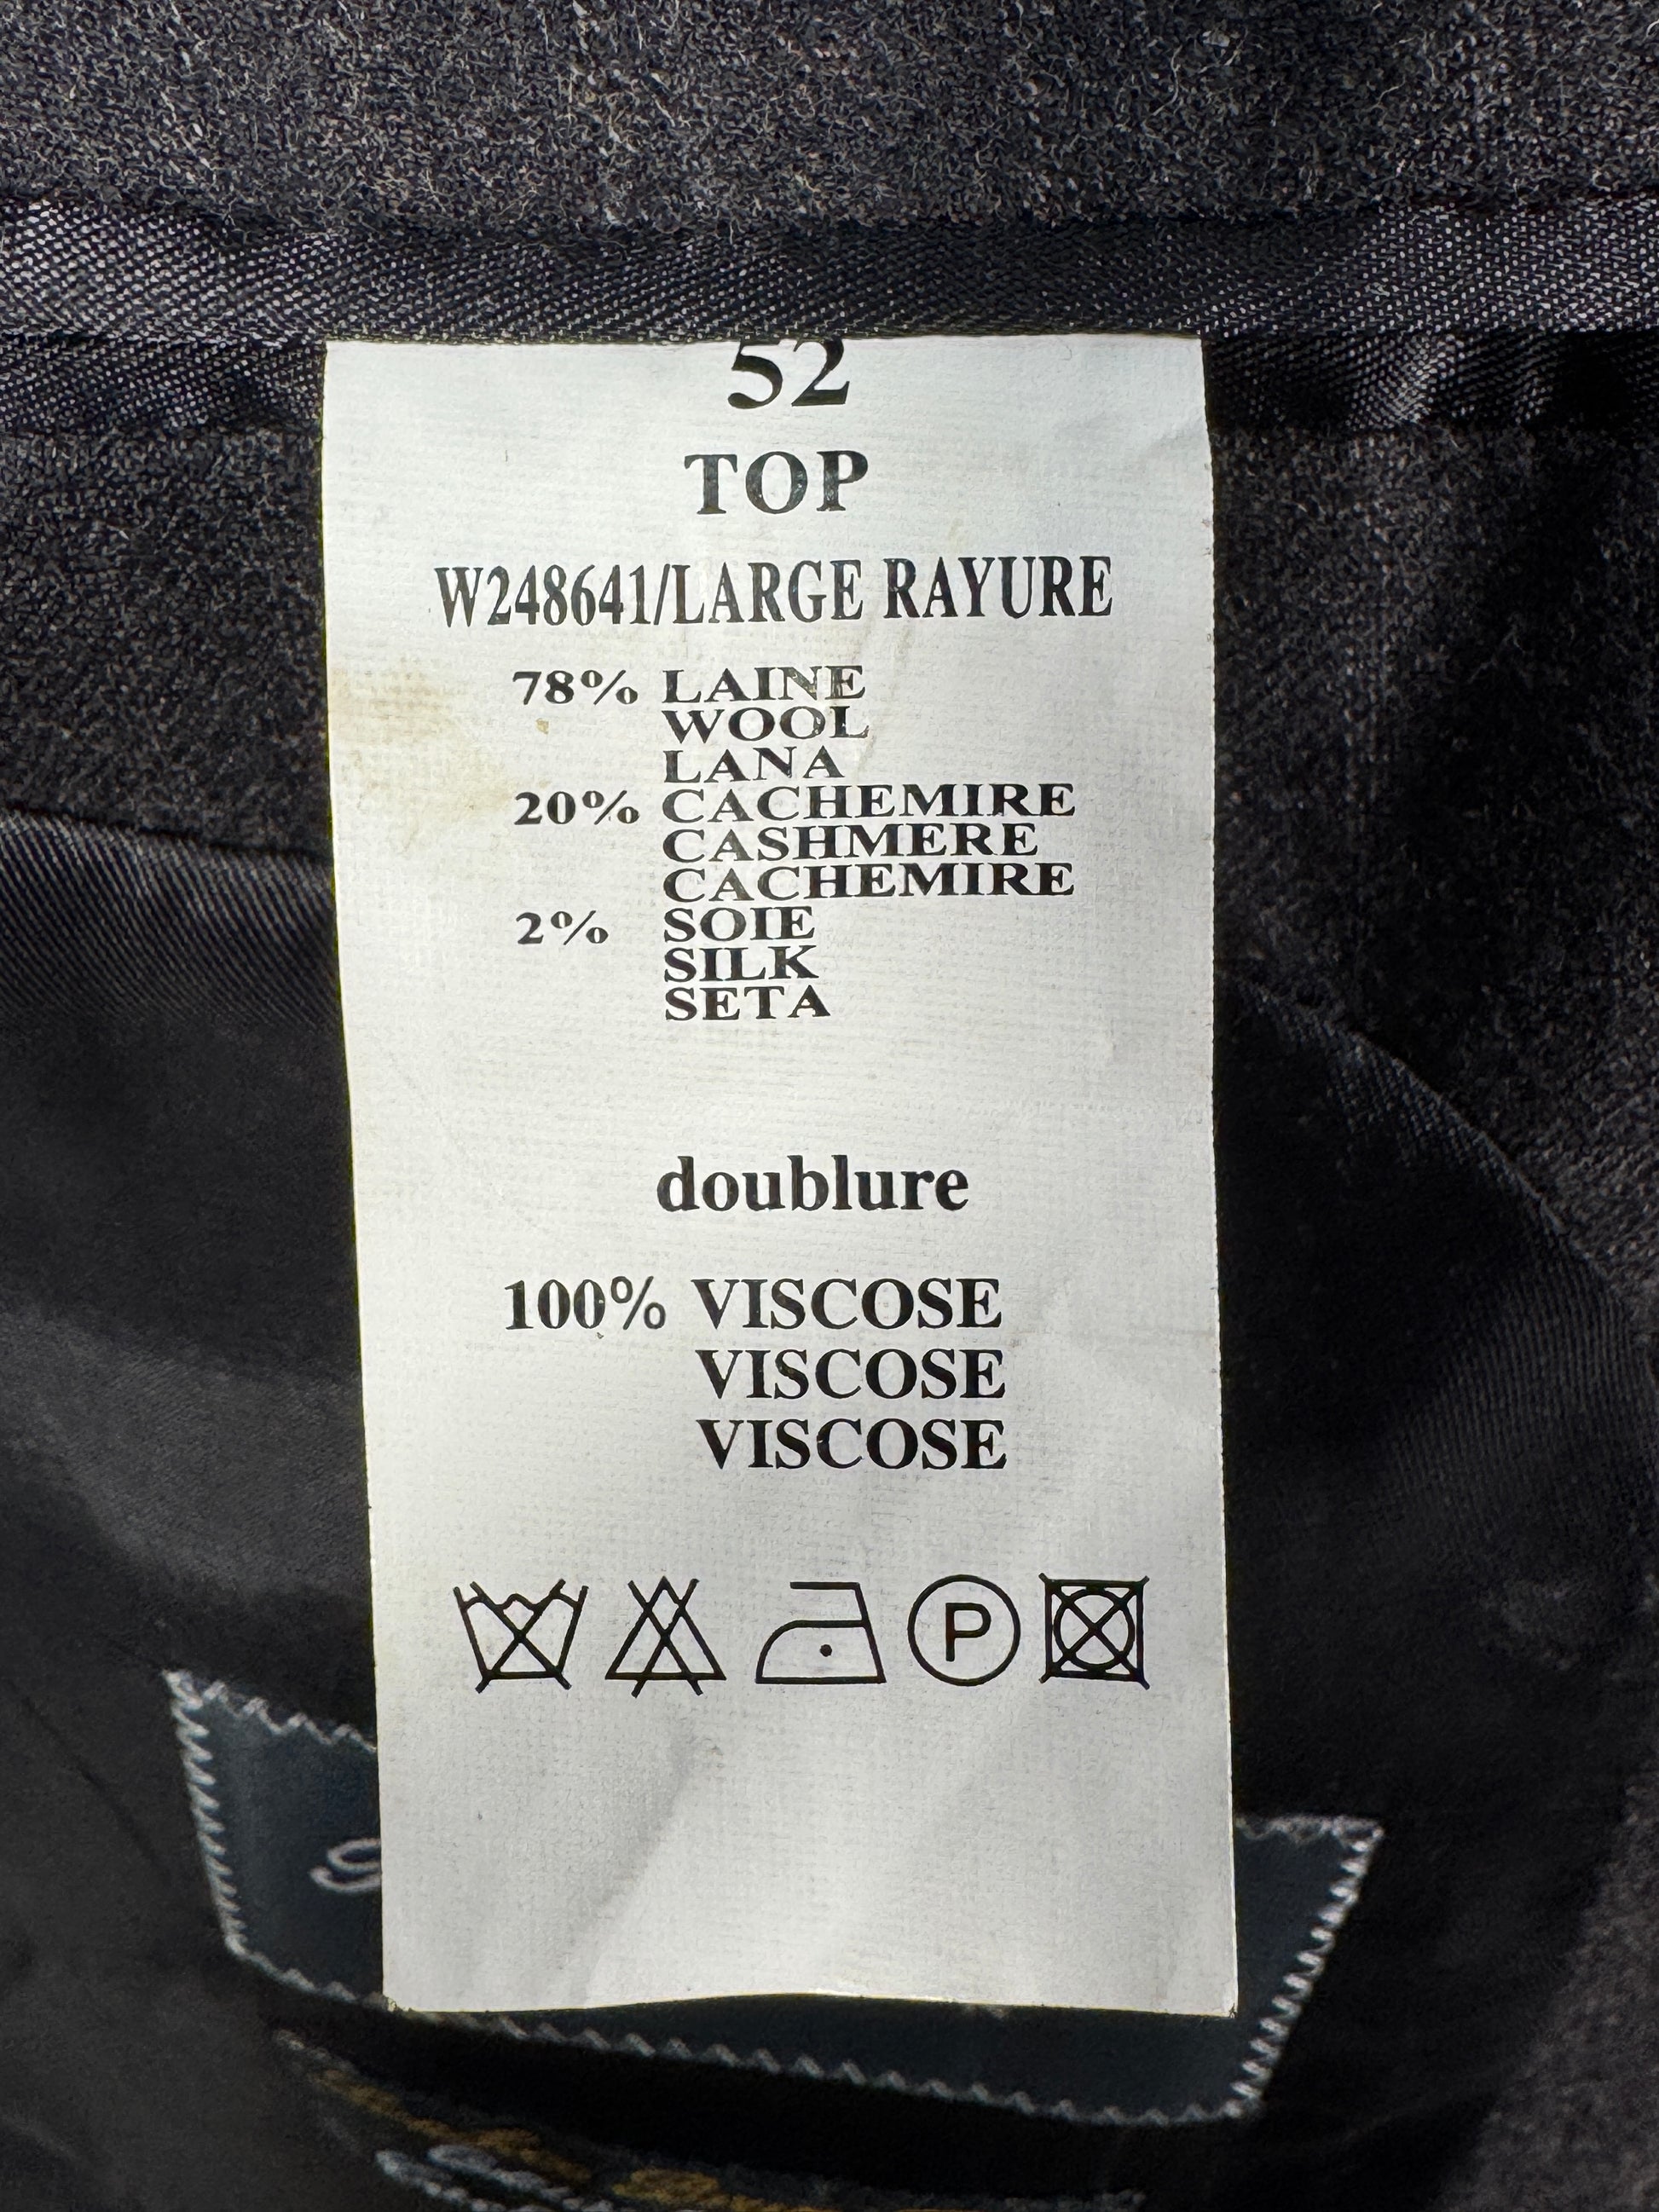 52
TOP
W248641/LARGE RAYURE
78% LAINE
WOOL
LANA
20% CACHEMIRE
CASHMERE
CACHEMIRE
2% SOIE
SILK
SETA
doublure
100% VISCOSE
VISCOSE
VISCOSE
P